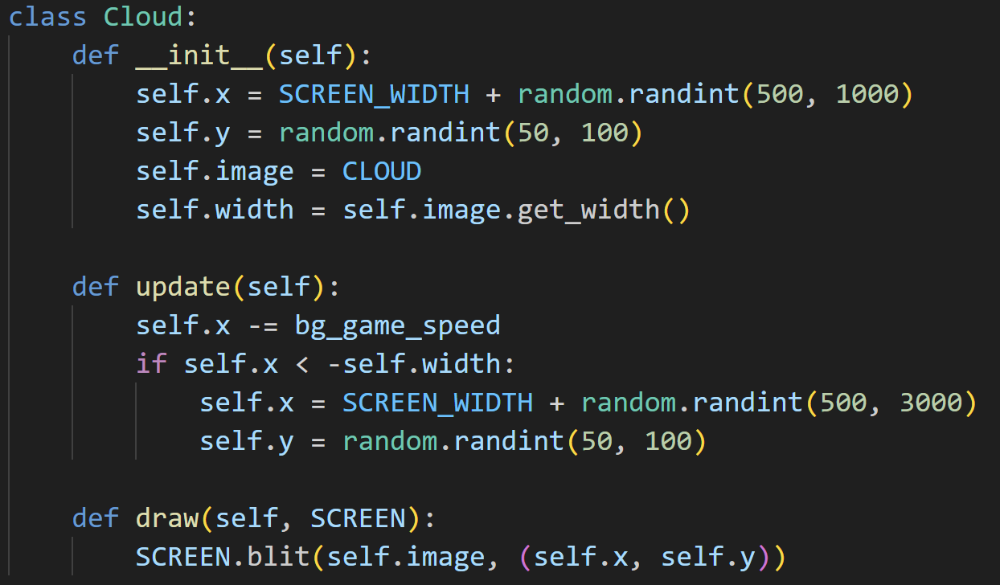 class Cloud:
    def __init__(self):
        self.x = SCREEN_WIDTH + random.randint(500, 1000)
        self.y = random.randint(50, 100)
        self.image = CLOUD
        self.width = self.image.get_width()

    def update(self):
        self.x -= bg_game_speed
        if self.x < -self.width:
            self.x = SCREEN_WIDTH + random.randint(500, 3000)
            self.y = random.randint(50, 100)

    def draw(self, SCREEN):
        SCREEN.blit(self.image, (self.x, self.y))